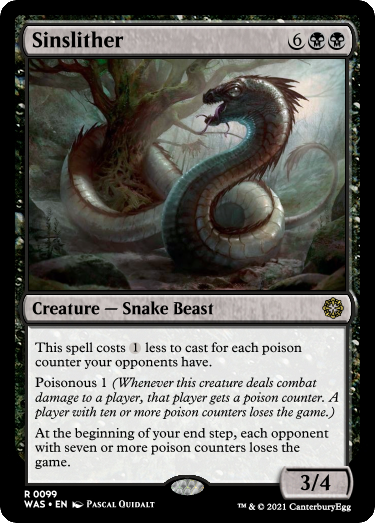 Sinslither 6
Creature — Snake Beast
This spell costs 1 less to cast for each poison
counter your opponents have.
Poisonous 1 (Whenever this creature deals combat
damage to a player, that player gets a poison counter. A
player with ten or more poison counters loses the game.)
At the beginning of your end step, each opponent
with seven or more poison counters loses the
game.
3/4
R 0099
WAS • EN Pascal Quidalt
™ & © 2021 CanterburyEgg